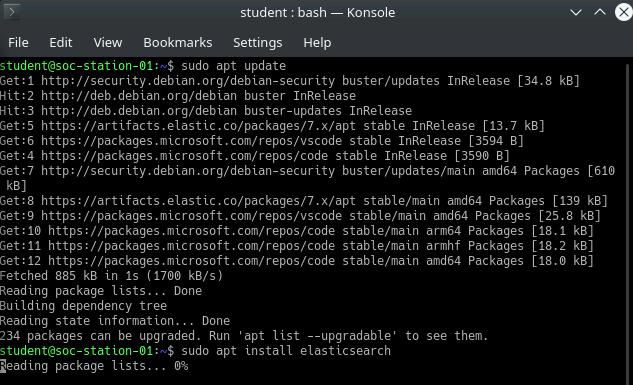 student : bash — Konsole
File Edit View Bookmarks Settings Help
student@soc-station-01:~$ sudo apt update
Get:1 http://security.debian.org/debian-security buster/updates InRelease [34.8 kB]
Hit:2 http://deb.debian.org/debian buster InRelease
Hit:3 http://deb.debian.org/debian buster-updates InRelease
Get:5 https://artifacts.elastic.co/packages/7.x/apt stable InRelease [13.7 kB]
Get:6 https://packages.microsoft.com/repos/vscode stable InRelease [3594 B]
Get:4 https://packages.microsoft.com/repos/code stable InRelease [3590 B]
Get:7 http://security.debian.org/debian-security buster/updates/main amd64 Packages [610
kB]
Get:8 https://artifacts.elastic.co/packages/7.x/apt stable/main amd64 Packages [139 kB]
Get:9 https://packages.microsoft.com/repos/vscode stable/main amd64 Packages [25.8 kB]
Get:10 https://packages.microsoft.com/repos/code stable/main arm64 Packages [18.1 kB]
Get:11 https://packages.microsoft.com/repos/code stable/main armhf Packages [18.2 kB]
Get:12 https://packages.microsoft.com/repos/code stable/main amd64 Packages [18.0 kB]
Fetched 885 kB in 1s (1700 kB/s)
Reading package lists... Done
Building dependency tree
Reading state information... Done
234 packages can be upgraded. Run 'apt list --upgradable' to see them.
student@soc-station-01:~$ sudo apt install elasticsearch
Reading package lists... 0%